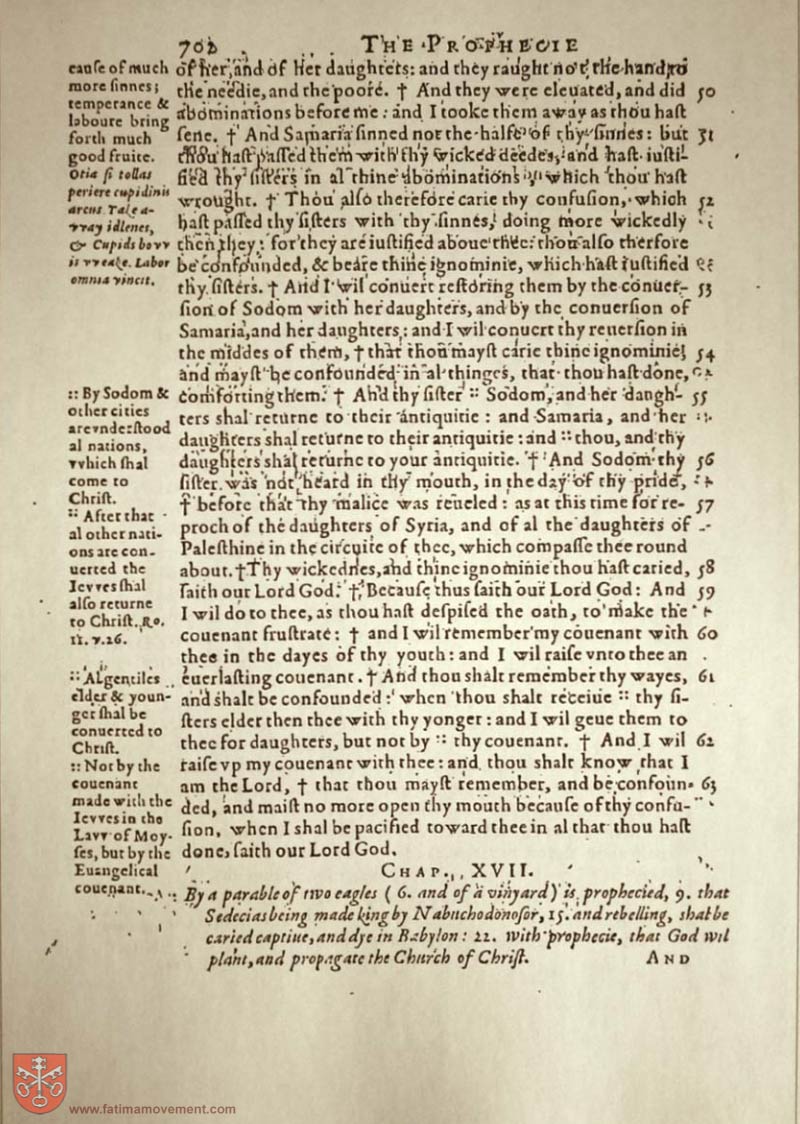 702 THE PROPHECIE
cause of much
more sinnes;
temperance &
laboure bring
forth much
good fruite.
Otia si tollas
periere cupidinis
arcus Take a-
vvay idlenes,
& Cupids bovv
is vveake. Labor
omnia vincit.
:: By Sodom &
other cities
are vnderstood
al nations,
vvhich shal
come to
Christ.
:: After that
al other nati-
ons are con-
uerted the
Ievves shal
also returne
to Christ. Ro.
11. v. 26.
:: Al gentiles
elder & youn-
ger shal be
conuerted to
Christ.
:: Not by the
couenant
made with the
Ievves in the
Lavv of Moy-
ses, but by the
Euangelical
couenant.
of her, and of her daughters: and they raught not the hand to
the needie, and the poore. † And they were eleuated, and did 50
abominations before me: and I tooke them away as thou hast
sene. † And Samaria sinned not the halfe of thy sinnes: but 51
thou hast passed them with thy wicked deedes, and hast iusti-
fied thy sisters in al thine abominations, which thou hast
wrought. † Thou also therefore carie thy confusion, which 52
hast passed thy sisters with thy sinnes, doing more wickedly
then they: for they are iustified aboue thee: thou also therfore
be confounded, & beare thine ignominie, which hast iustified
thy sisters. † And I wil conuert restoring them by the conuer- 53
sion of Sodom with her daughters, and by the conuersion of
Samaria, and her daughters: and I wil conuert thy reuersion in
the middes of them, † that thou mayst carie thine ignominie, 54
and mayst be confounded in al thinges, that thou hast done,
comforting them. † And thy sister :: Sodom, and her daugh- 55
ters shal returne to their antiquitie: and Samaria, and her
daughters shal returne to their antiquitie: and :: thou, and thy
daughters shal returne to your antiquitie. † And Sodom thy 56
sister was not heard in thy mouth, in the day of thy pride,
† before that thy malice was reueled: as at this time for re- 57
proch of the daughters of Syria, and of al the daughters of
Palesthine in the circuite of thee, which compasse thee round
about. † Thy wickednes, and thine ignominie thou hast caried, 58
saith our Lord God. † Because thus saith our Lord God: And 59
I wil do to thee, as thou hast despised the oath, to make the
couenant frustrate: † and I wil remember my couenant with 60
thee in the dayes of thy youth: and I wil raise vnto thee an
euerlasting couenant. † And thou shalt remember thy wayes, 61
and shalt be confounded: when thou shalt receiue :: thy si-
sters elder then thee with thy yonger: and I wil geue them to
thee for daughters, but not by :: thy couenant. † And I wil 62
raise vp my couenant with thee: and thou shalt know that I
am the Lord, † that thou mayst remember, and be confoun- 63
ded, and maist no more open thy mouth because of thy confu-
sion, when I shal be pacified toward thee in al that thou hast
done, saith our Lord God.
CHAP. XVII.
By a parable of two eagles ( 6. and of a vinyard) is prophecied, 9. that
Sedecias being made king by Nabuchodonosor, 15. and rebelling, shal be
caried captiue, and dye in Babylon: 22. with prophecie, that God wil
plant, and propagate the Church of Christ.
AND
www.fatimamovement.com